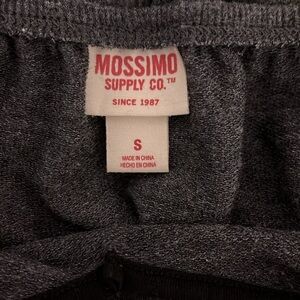 MOSSIMO
SUPPLY CO.™
SINCE 1987
S
MADE IN CHINA
HECHO EN CHINA